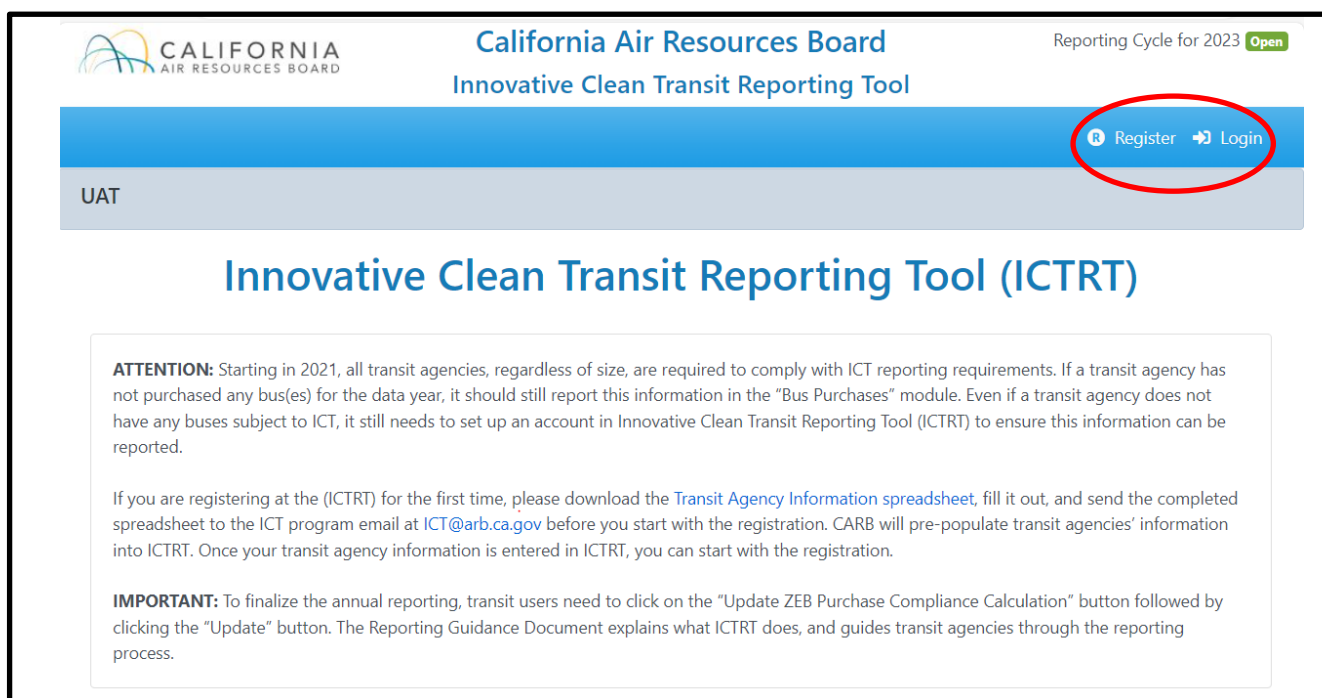 CALIFORNIA
AIR RESOURCES BOARD
California Air Resources Board
Innovative Clean Transit Reporting Tool
Reporting Cycle for 2023 Open
R Register Login
UAT
Innovative Clean Transit Reporting Tool (ICTRT)
ATTENTION: Starting in 2021, all transit agencies, regardless of size, are required to comply with ICT reporting requirements. If a transit agency has
not purchased any bus(es) for the data year, it should still report this information in the “Bus Purchases” module. Even if a transit agency does not
have any buses subject to ICT, it still needs to set up an account in Innovative Clean Transit Reporting Tool (ICTRT) to ensure this information can be
reported.
If you are registering at the (ICTRT) for the first time, please download the Transit Agency Information spreadsheet, fill it out, and send the completed
spreadsheet to the ICT program email at ICT@arb.ca.gov before you start with the registration. CARB will pre-populate transit agencies’ information
into ICTRT. Once your transit agency information is entered in ICTRT, you can start with the registration.
IMPORTANT: To finalize the annual reporting, transit users need to click on the “Update ZEB Purchase Compliance Calculation” button followed by
clicking the “Update” button. The Reporting Guidance Document explains what ICTRT does, and guides transit agencies through the reporting
process.